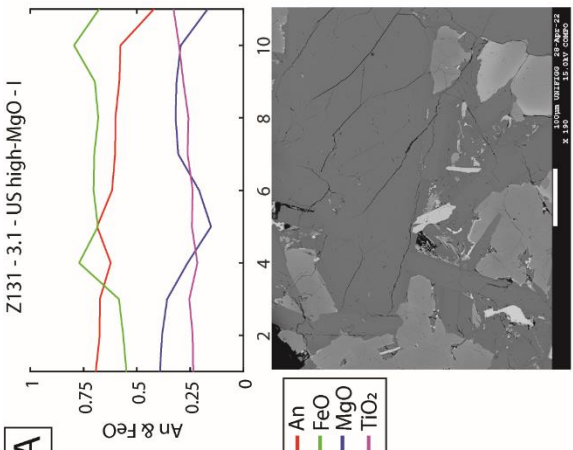 A
Z131 - 3.1 - US high-MgO - I
1
0.75
0.5
0.25
0
An & FeO
2
4
6
8
10
An
FeO
MgO
TiO₂
100µm UNIFIGG 28-Apr-22
X 190 15.0kV COMPO